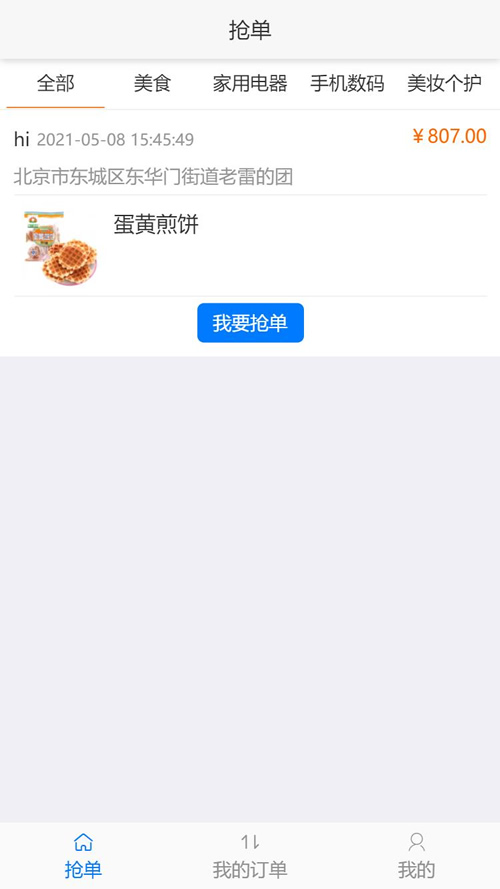 抢单
全部 美食 家用电器 手机数码 美妆个护
hi 2021-05-08 15:45:49 ￥807.00
北京市东城区东华门街道老雷的团
蛋黄煎饼
我要抢单
抢单 我的订单 我的